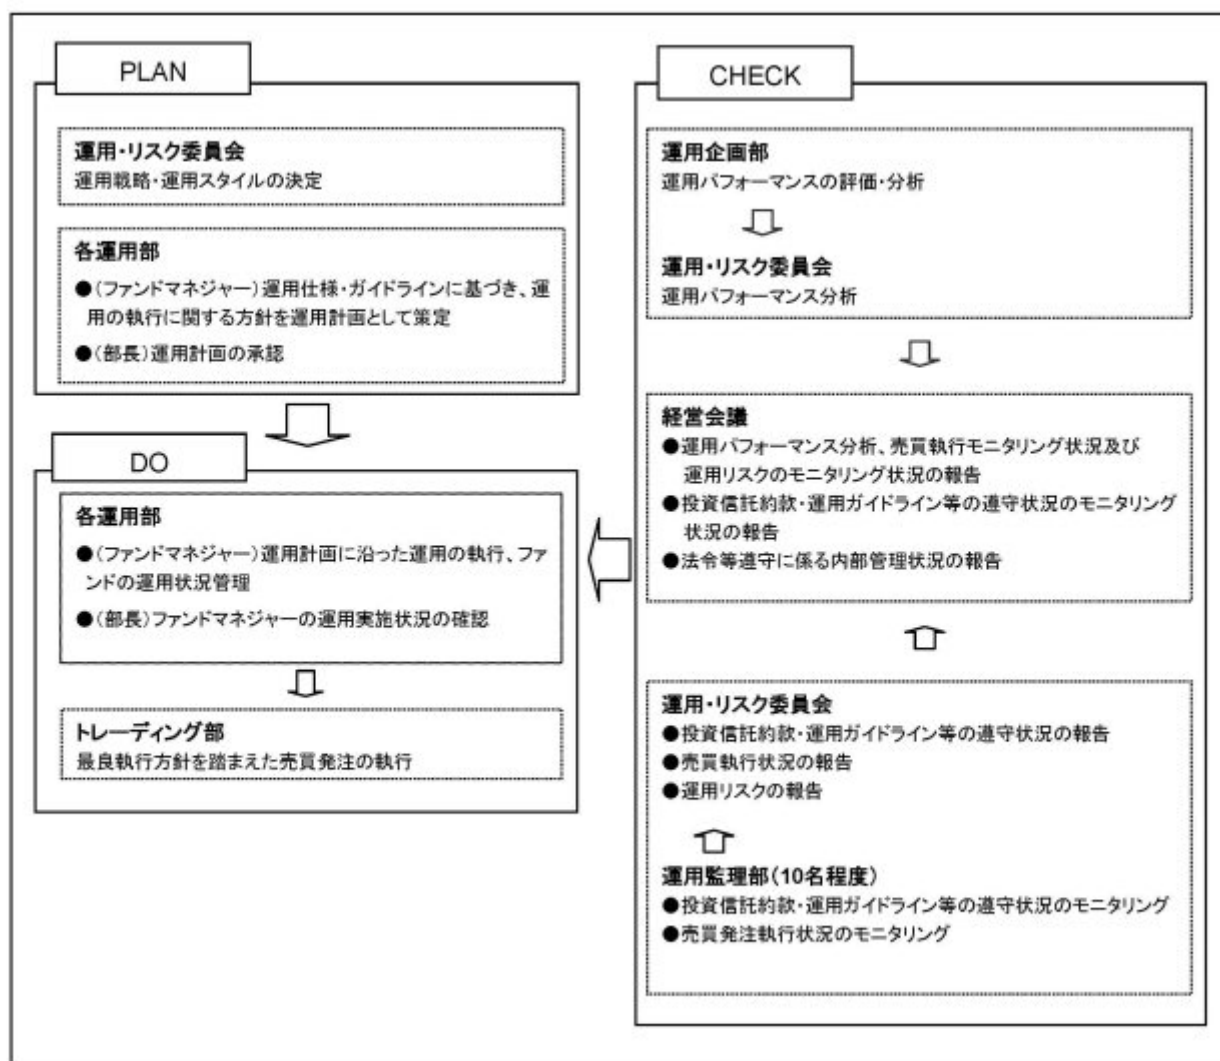 PLAN
運用・リスク委員会
運用戦略・運用スタイルの決定
各運用部
●(ファンドマネジャー)運用仕様・ガイドラインに基づき、運
用の執行に関する方針を運用計画として策定
●(部長)運用計画の承認
DO
各運用部
●(ファンドマネジャー)運用計画に沿った運用の執行、ファ
ンドの運用状況管理
●(部長)ファンドマネジャーの運用実施状況の確認
トレーディング部
最良執行方針を踏まえた売買発注の執行
CHECK
運用企画部
運用パフォーマンスの評価・分析
運用・リスク委員会
運用パフォーマンス分析
経営会議
●運用パフォーマンス分析、売買執行モニタリング状況及び
運用リスクのモニタリング状況の報告
●投資信託約款・運用ガイドライン等の遵守状況のモニタリング
状況の報告
●法令等遵守に係る内部管理状況の報告
運用・リスク委員会
●投資信託約款・運用ガイドライン等の遵守状況の報告
●売買執行状況の報告
●運用リスクの報告
運用監理部(10名程度)
●投資信託約款・運用ガイドライン等の遵守状況のモニタリング
●売買発注執行状況のモニタリング